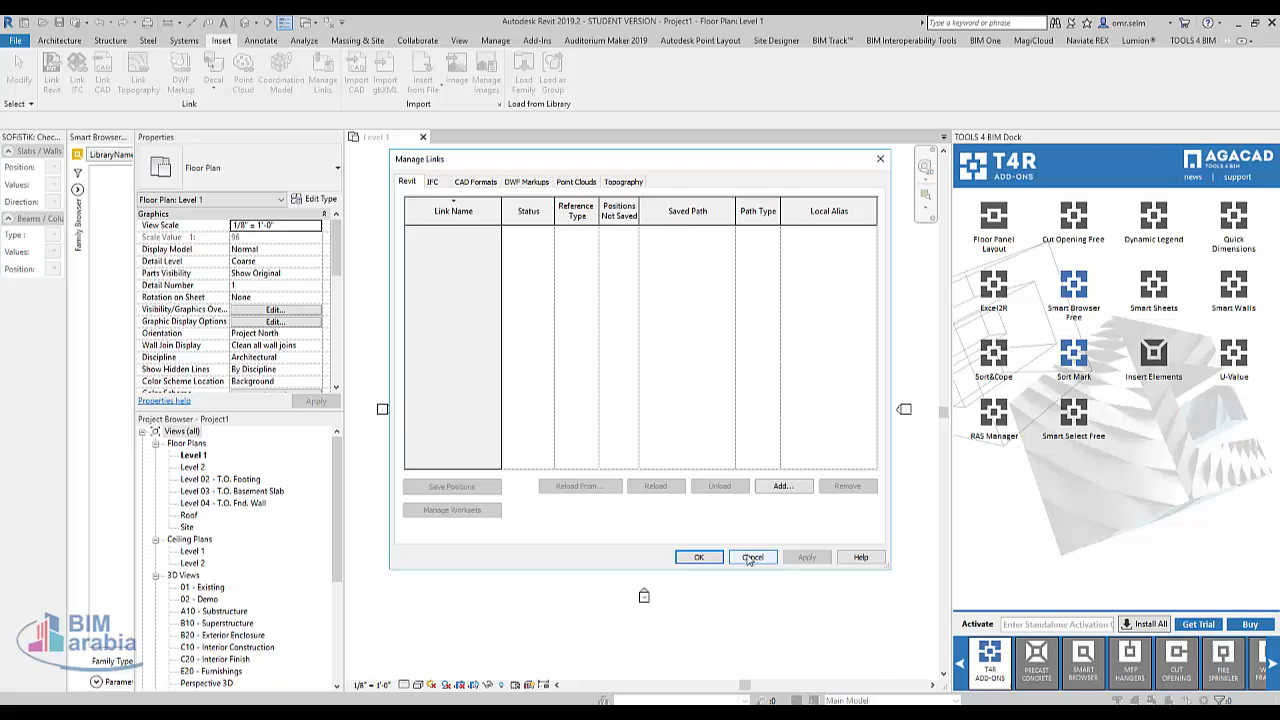 Autodesk Revit 2019.2 - STUDENT VERSION - Project1 - Floor Plan: Level 1
Type a keyword or phrase
omr.selm
File Architecture Structure Steel Systems Insert Annotate Analyze Massing & Site Collaborate View Manage Add-Ins Auditorium Maker 2019 Autodesk Point Layout Site Designer BIM Track™ BIM Interoperability Tools BIM One MagiCloud Naviate REX Lumion® TOOLS 4 BIM
Modify Link Revit Link IFC Link CAD Link Topography DWF Markup Decal Point Cloud Coordination Model Manage Links Import CAD Import gbXML Insert from File Image Manage Images Load Family Load as Group
Select Link Import Load from Library
SOFiSTiK: Chec...
Slabs / Walls
Position:
Values:
Direction:
Beams / Colu
Type :
Values:
Position:
Smart Browser...
LibraryName
Family Browser
Family Type
Parame
Properties
Floor Plan
Floor Plan: Level 1 Edit Type
Graphics
View Scale 1/8" = 1'-0"
Scale Value 1: 96
Display Model Normal
Detail Level Coarse
Parts Visibility Show Original
Detail Number 1
Rotation on Sheet None
Visibility/Graphics Ove... Edit...
Graphic Display Options Edit...
Orientation Project North
Wall Join Display Clean all wall joins
Discipline Architectural
Show Hidden Lines By Discipline
Color Scheme Location Background
Properties help Apply
Project Browser - Project1
Views (all)
Floor Plans
Level 1
Level 2
Level 02 - T.O. Footing
Level 03 - T.O. Basement Slab
Level 04 - T.O. Fnd. Wall
Roof
Site
Ceiling Plans
Level 1
Level 2
3D Views
01 - Existing
02 - Demo
A10 - Substructure
B10 - Superstructure
B20 - Exterior Enclosure
C10 - Interior Construction
C20 - Interior Finish
E20 - Furnishings
Perspective 3D
BIM
arabia
Level 1
Manage Links
Revit IFC CAD Formats DWF Markups Point Clouds Topography
Link Name Status Reference Type Positions Not Saved Saved Path Path Type Local Alias
Save Positions Reload From... Reload Unload Add... Remove
Manage Worksets
OK Cancel Apply Help
1/8" = 1'-0"
:0 Main Model :0
TOOLS 4 BIM Dock
T4R
ADD-ONS
AGACAD
TOOLS 4 BIM
news | support
Floor Panel Layout Cut Opening Free Dynamic Legend Quick Dimensions
Excel2R Smart Browser Free Smart Sheets Smart Walls
Sort&Cope Sort Mark Insert Elements U-Value
RAS Manager Smart Select Free
Activate Enter Standalone Activation C Install All Get Trial Buy
T4R ADD-ONS PRECAST CONCRETE SMART BROWSER MEP HANGERS CUT OPENING FIRE SPRINKLER